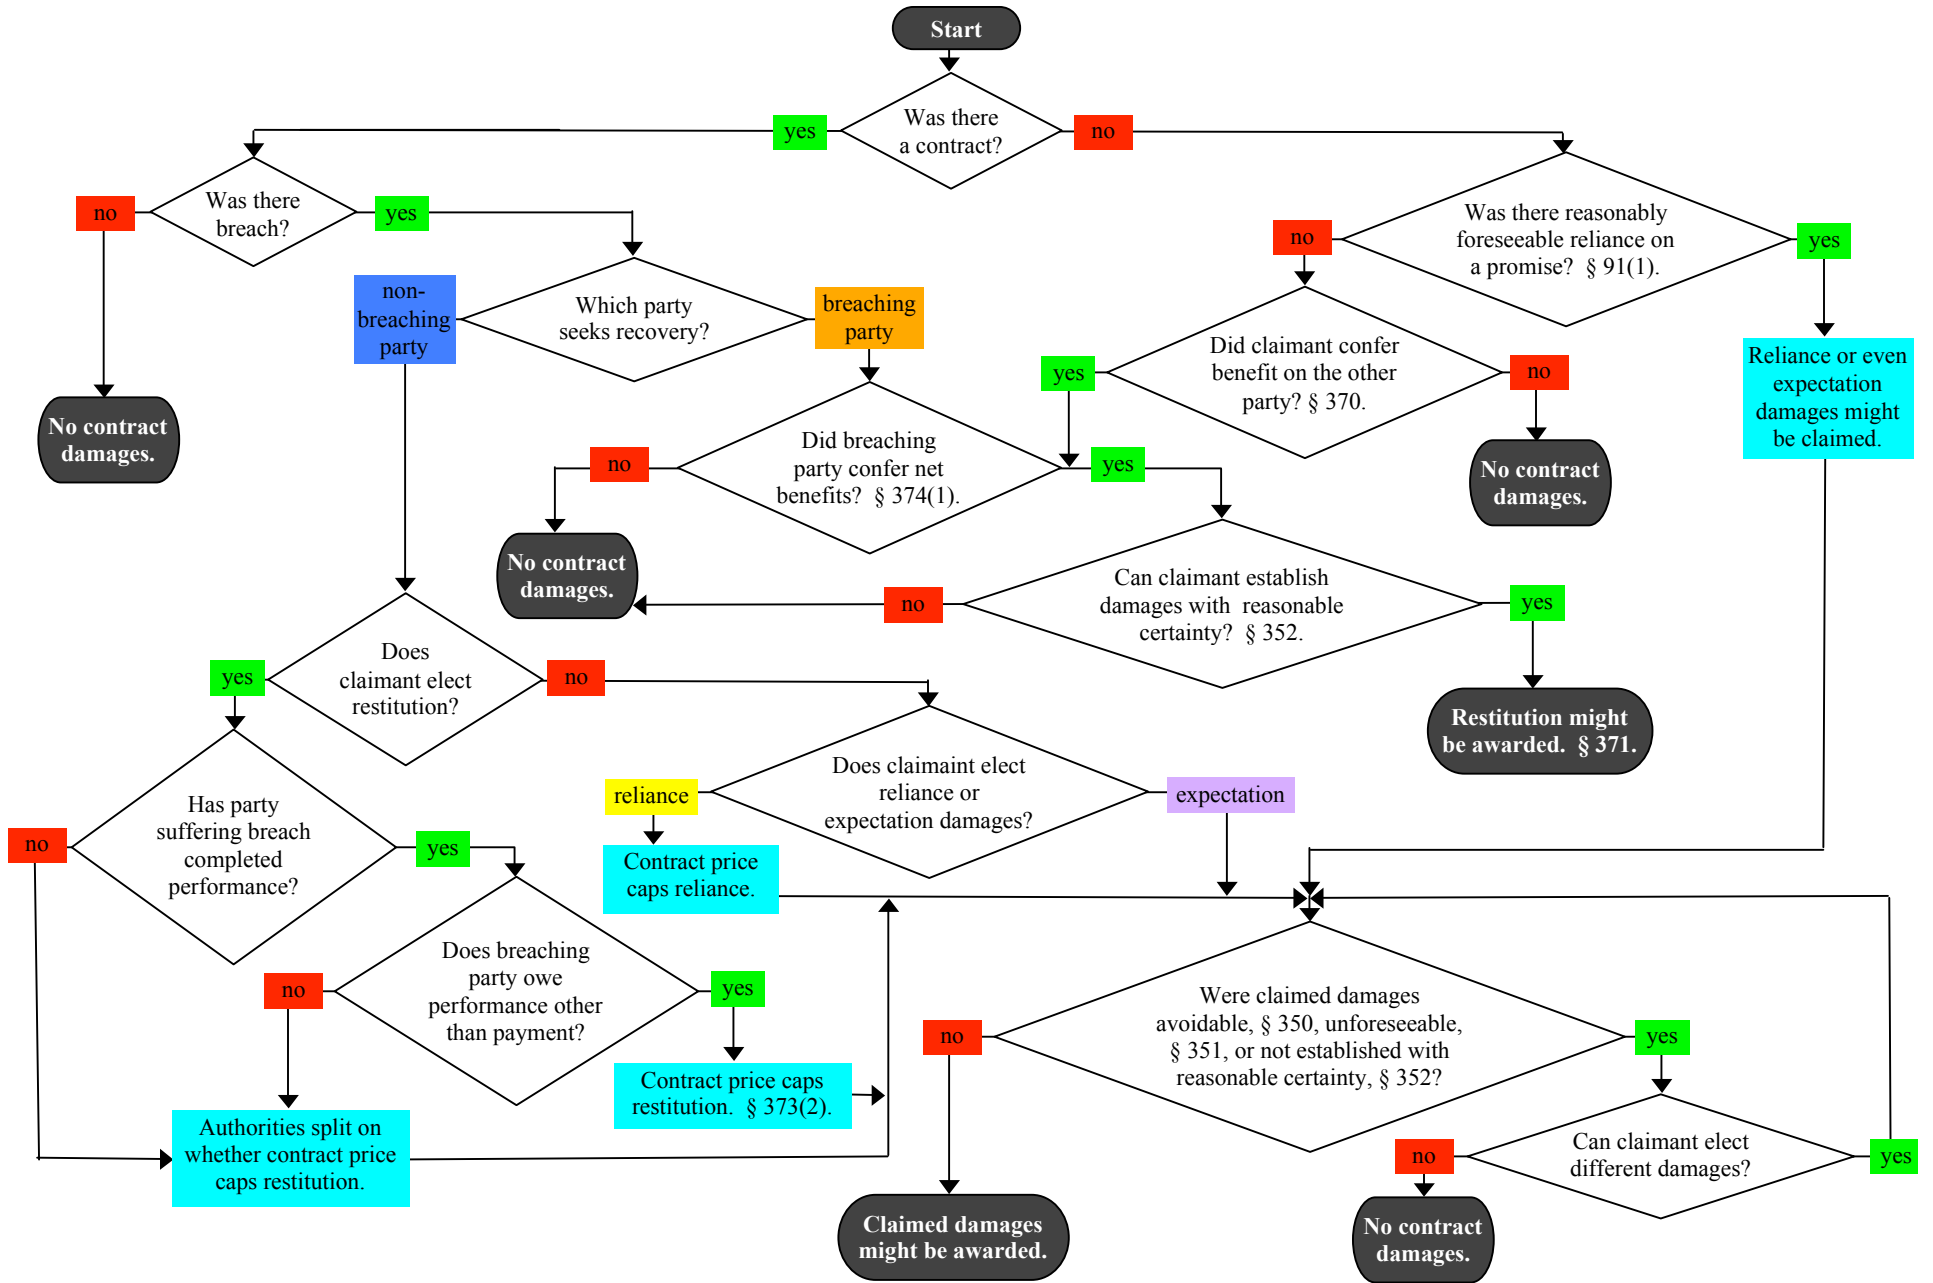 Start
Was there
a contract?
yes
no
Was there
breach?
no
yes
Was there reasonably
foreseeable reliance on
a promise?  § 91(1).
no
yes
Which party
seeks recovery?
non-
breaching
party
breaching
party
Did claimant confer
benefit on the other
party? § 370.
yes
no
Reliance or even
expectation
damages might
be claimed.
No contract
damages.
Did breaching
party confer net
benefits?  § 374(1).
no
yes
No contract
damages.
No contract
damages.
Can claimant establish
damages with  reasonable
certainty?  § 352.
no
yes
Does
claimant elect
restitution?
yes
no
Restitution might
be awarded.  § 371.
Does claimaint elect
reliance or
expectation damages?
reliance
expectation
Has party
suffering breach
completed
performance?
no
yes
Contract price
caps reliance.
Does breaching
party owe
performance other
than payment?
no
yes
Were claimed damages
avoidable, § 350, unforeseeable,
§ 351, or not established with
reasonable certainty, § 352?
no
yes
Contract price caps
restitution.  § 373(2).
Authorities split on
whether contract price
caps restitution.
Can claimant elect
different damages?
no
yes
Claimed damages
might be awarded.
No contract
damages.